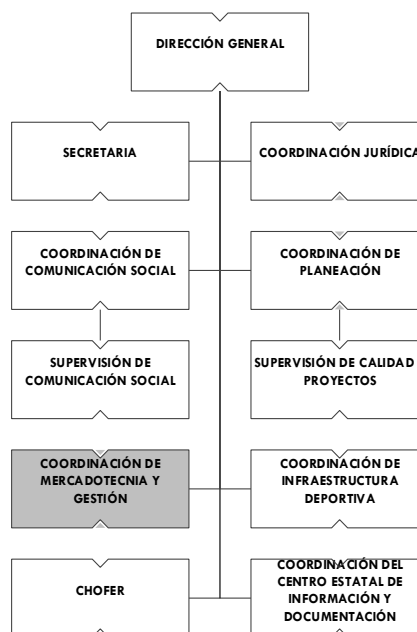 DIRECCIÓN GENERAL
SECRETARIA
COORDINACIÓN JURÍDICA
COORDINACIÓN DE
COMUNICACIÓN SOCIAL
COORDINACIÓN DE
PLANEACIÓN
SUPERVISIÓN DE
COMUNICACIÓN SOCIAL
SUPERVISIÓN DE CALIDAD
PROYECTOS
COORDINACIÓN DE
MERCADOTECNIA Y
GESTIÓN
COORDINACIÓN DE
INFRAESTRUCTURA
DEPORTIVA
CHOFER
COORDINACIÓN DEL
CENTRO ESTATAL DE
INFORMACIÓN Y
DOCUMENTACIÓN